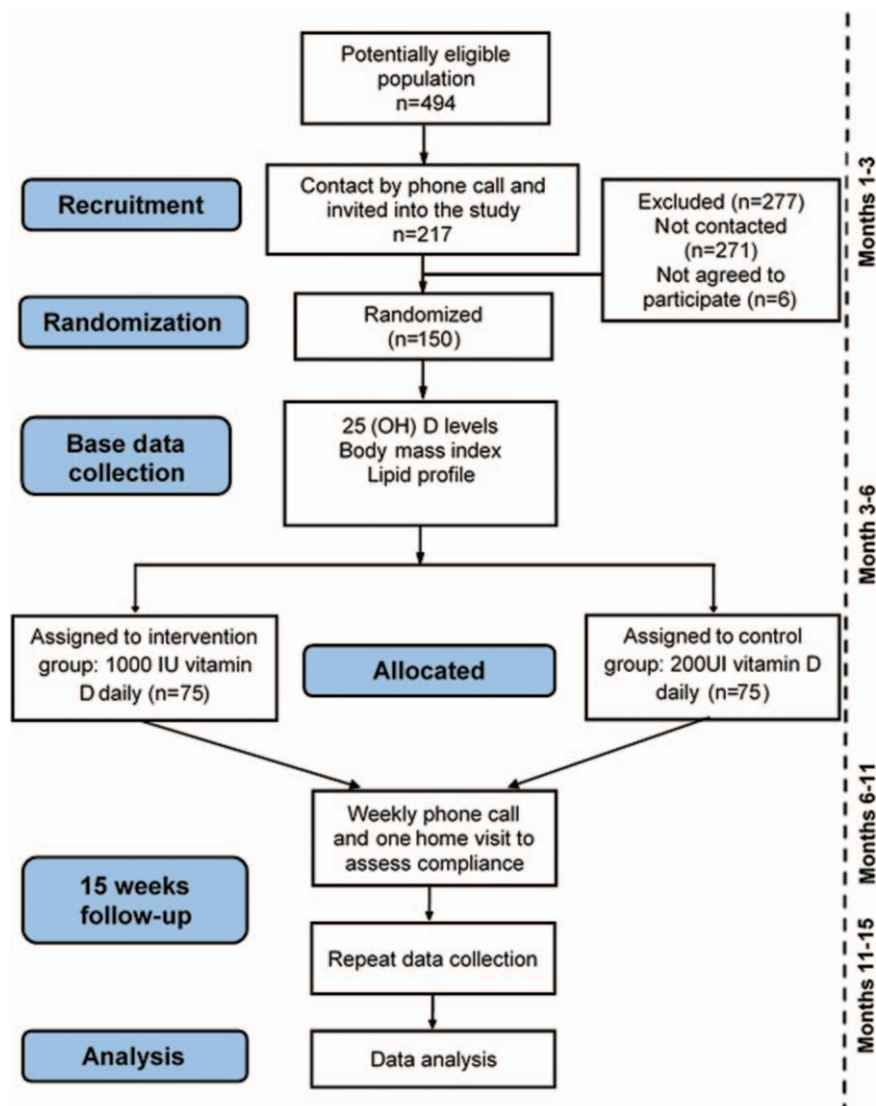 Potentially eligible
population
n=494
Recruitment
Contact by phone call and
invited into the study
n=217
Excluded (n=277)
Not contacted
(n=271)
Not agreed to
participate (n=6)
Months 1-3
Randomization
Randomized
(n=150)
Base data
collection
25 (OH) D levels
Body mass index
Lipid profile
Month 3-6
Assigned to intervention
group: 1000 IU vitamin
D daily (n=75)
Allocated
Assigned to control
group: 200UI vitamin D
daily (n=75)
Months 6-11
Weekly phone call
and one home visit to
assess compliance
15 weeks
follow-up
Repeat data collection
Months 11-15
Analysis
Data analysis